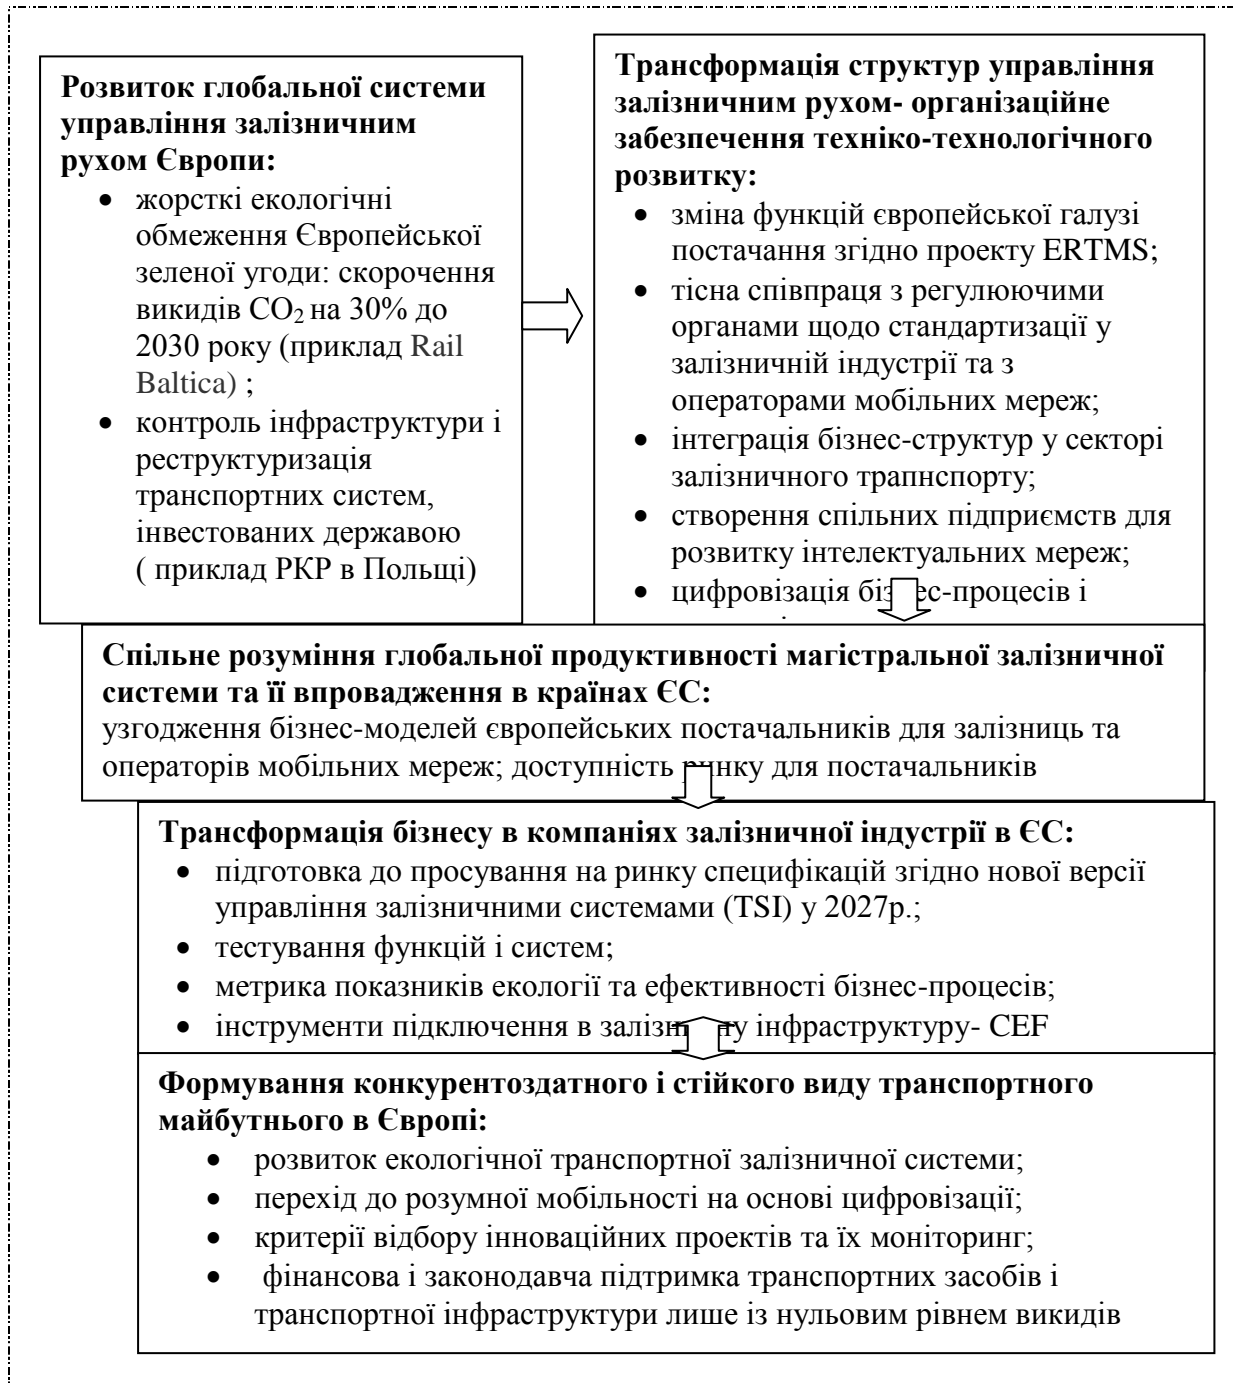 Розвиток глобальної системи
управління залізничним
рухом Європи:
• жорсткі екологічні
обмеження Європейської
зеленої угоди: скорочення
викидів CO₂ на 30% до
2030 року (приклад Rail
Baltica) ;
• контроль інфраструктури і
реструктуризація
транспортних систем,
інвестованих державою
( приклад РКР в Польщі)
Трансформація структур управління
залізничним рухом- організаційне
забезпечення техніко-технологічного
розвитку:
• зміна функцій європейської галузі
постачання згідно проекту ERTMS;
• тісна співпраця з регулюючими
органами щодо стандартизації у
залізничній індустрії та з
операторами мобільних мереж;
• інтеграція бізнес-структур у секторі
залізничного трапнспорту;
• створення спільних підприємств для
розвитку інтелектуальних мереж;
• цифровізація бізнес-процесів і
Спільне розуміння глобальної продуктивності магістральної залізничної
системи та її впровадження в країнах ЄС:
узгодження бізнес-моделей європейських постачальників для залізниць та
операторів мобільних мереж; доступність ринку для постачальників
Трансформація бізнесу в компаніях залізничної індустрії в ЄС:
• підготовка до просування на ринку специфікацій згідно нової версії
управління залізничними системами (TSI) у 2027р.;
• тестування функцій і систем;
• метрика показників екології та ефективності бізнес-процесів;
• інструменти підключення в залізничну інфраструктуру- CEF
Формування конкурентоздатного і стійкого виду транспортного
майбутнього в Європі:
• розвиток екологічної транспортної залізничної системи;
• перехід до розумної мобільності на основі цифровізації;
• критерії відбору інноваційних проектів та їх моніторинг;
• фінансова і законодавча підтримка транспортних засобів і
транспортної інфраструктури лише із нульовим рівнем викидів